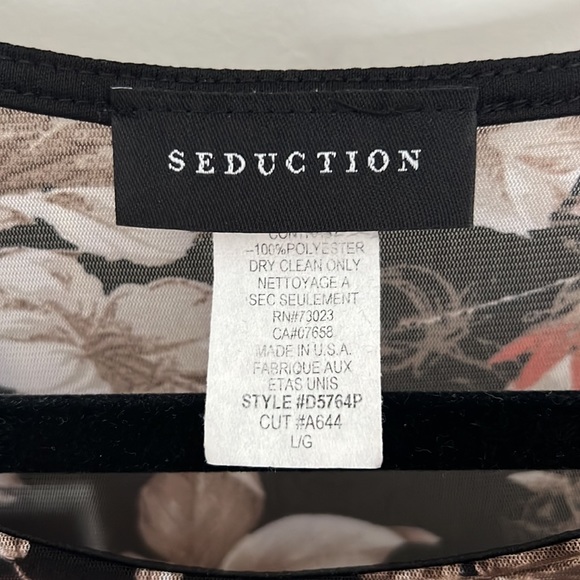 SEDUCTION
–100%POLYESTER
DRY CLEAN ONLY
NETTOYAGE A
SEC SEULEMENT
RN#73023
CA#07658
MADE IN U.S.A.
FABRIQUE AUX
ETAS UNIS
STYLE #D5764P
CUT #A644
L/G